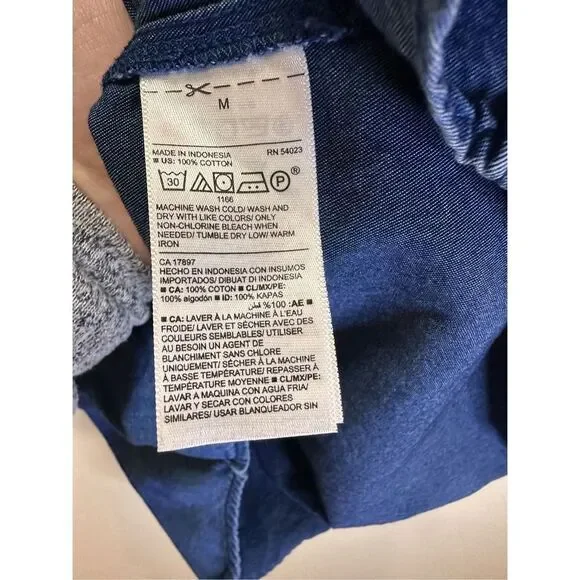 M
MADE IN INDONESIA RN 54023
■ US: 100% COTTON
30 P ®
1166
MACHINE WASH COLD/ WASH AND
DRY WITH LIKE COLORS/ ONLY
NON-CHLORINE BLEACH WHEN
NEEDED/ TUMBLE DRY LOW/ WARM
IRON
CA 17897
HECHO EN INDONESIA CON INSUMOS
IMPORTADOS/ DIBUAT DI INDONESIA
■ CA: 100% COTON ■ CL/MX/PE:
100% algodón ■ ID: 100% KAPAS
قطن %100 :AE ■
■ CA: LAVER À LA MACHINE À L'EAU
FROIDE/ LAVER ET SÉCHER AVEC DES
COULEURS SEMBLABLES/ UTILISER
AU BESOIN UN AGENT DE
BLANCHIMENT SANS CHLORE
UNIQUEMENT/ SÉCHER À LA MACHINE
À BASSE TEMPÉRATURE/ REPASSER À
TEMPÉRATURE MOYENNE ■ CL/MX/PE:
LAVAR A MAQUINA CON AGUA FRIA/
LAVAR Y SECAR CON COLORES
SIMILARES/ USAR BLANQUEADOR SIN